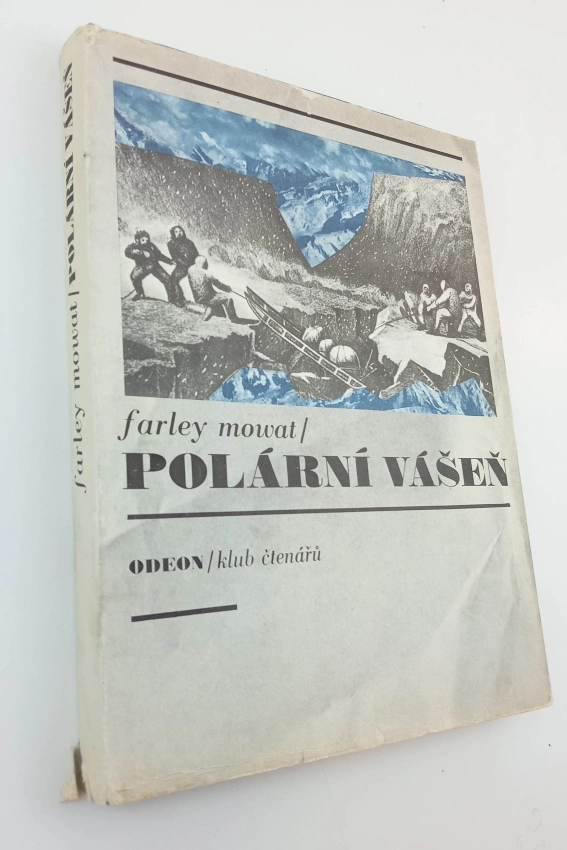 farley mowat/
POLÁRNÍ VÁŠEŇ
ODEON/klub čtenářů
farley mowat/POLÁRNÍ VÁŠEŇ